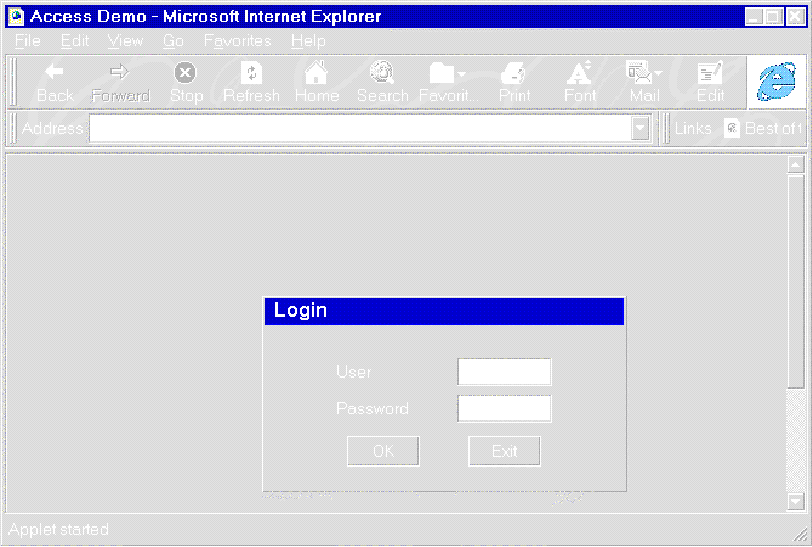 Access Demo - Microsoft Internet Explorer
File Edit View Go Favorites Help
Back Forward Stop Refresh Home Search Favorit... Print Font Mail Edit
Address Links Best of t
Login
User
Password
OK Exit
Applet started